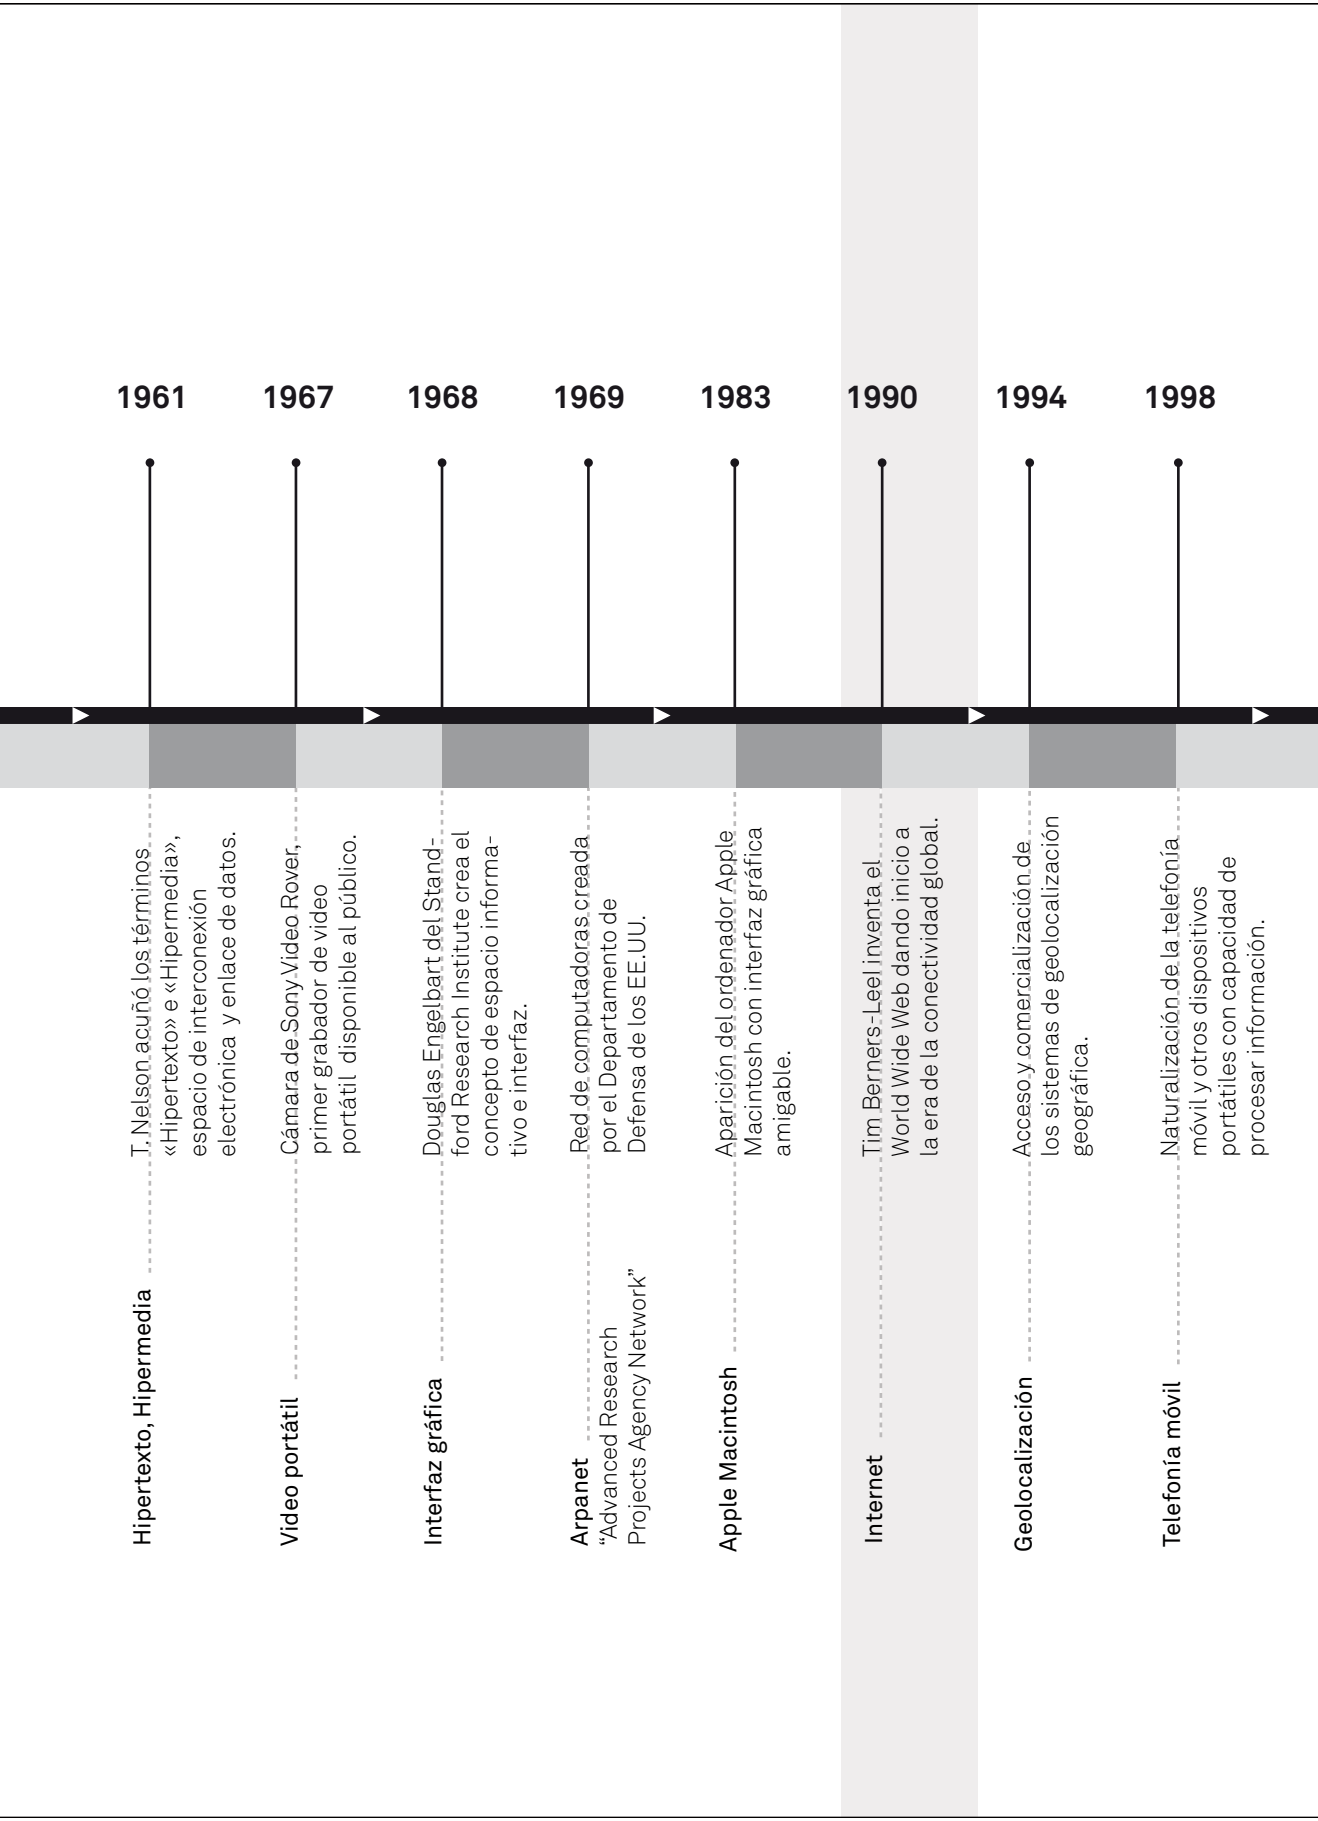 1961
1967
1968
1969
1983
1990
1994
1998
Hipertexto, Hipermedia
T. Nelson acuñó los términos
«Hipertexto» e «Hipermedia»,
espacio de interconexión
electrónica y enlace de datos.
Video portátil
Cámara de Sony Video Rover,
primer grabador de video
portátil disponible al público.
Interfaz gráfica
Douglas Engelbart del Stand-
ford Research Institute crea el
concepto de espacio informa-
tivo e interfaz.
Arpanet
“Advanced Research
Projects Agency Network”
Red de computadoras creada
por el Departamento de
Defensa de los EE.UU.
Apple Macintosh
Aparición del ordenador Apple
Macintosh con interfaz gráfica
amigable.
Internet
Tim Berners-Leel inventa el
World Wide Web dando inicio a
la era de la conectividad global.
Geolocalización
Acceso y comercialización de
los sistemas de geolocalización
geográfica.
Telefonía móvil
Naturalización de la telefonía
móvil y otros dispositivos
portátiles con capacidad de
procesar información.